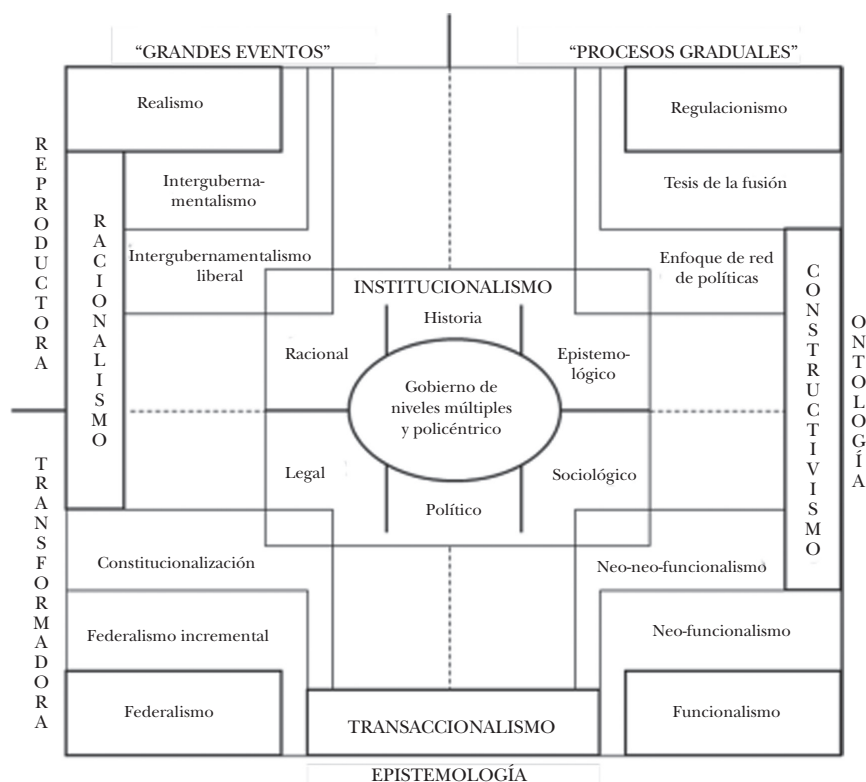 “GRANDES EVENTOS”
“PROCESOS GRADUALES”
Realismo
Regulacionismo
REPRODUCTORA
RACIONALISMO
Interguberna-
mentalismo
Tesis de la fusión
Intergubernamentalismo
liberal
Enfoque de red
de políticas
CONSTRUCTIVISMO
ONTOLOGÍA
INSTITUCIONALISMO
Historia
Racional
Epistemo-
lógico
Gobierno de
niveles múltiples
y policéntrico
Legal
Sociológico
Político
TRANSFORMADORA
Constitucionalización
Neo-neo-funcionalismo
Federalismo incremental
Neo-funcionalismo
Federalismo
TRANSACCIONALISMO
Funcionalismo
EPISTEMOLOGÍA